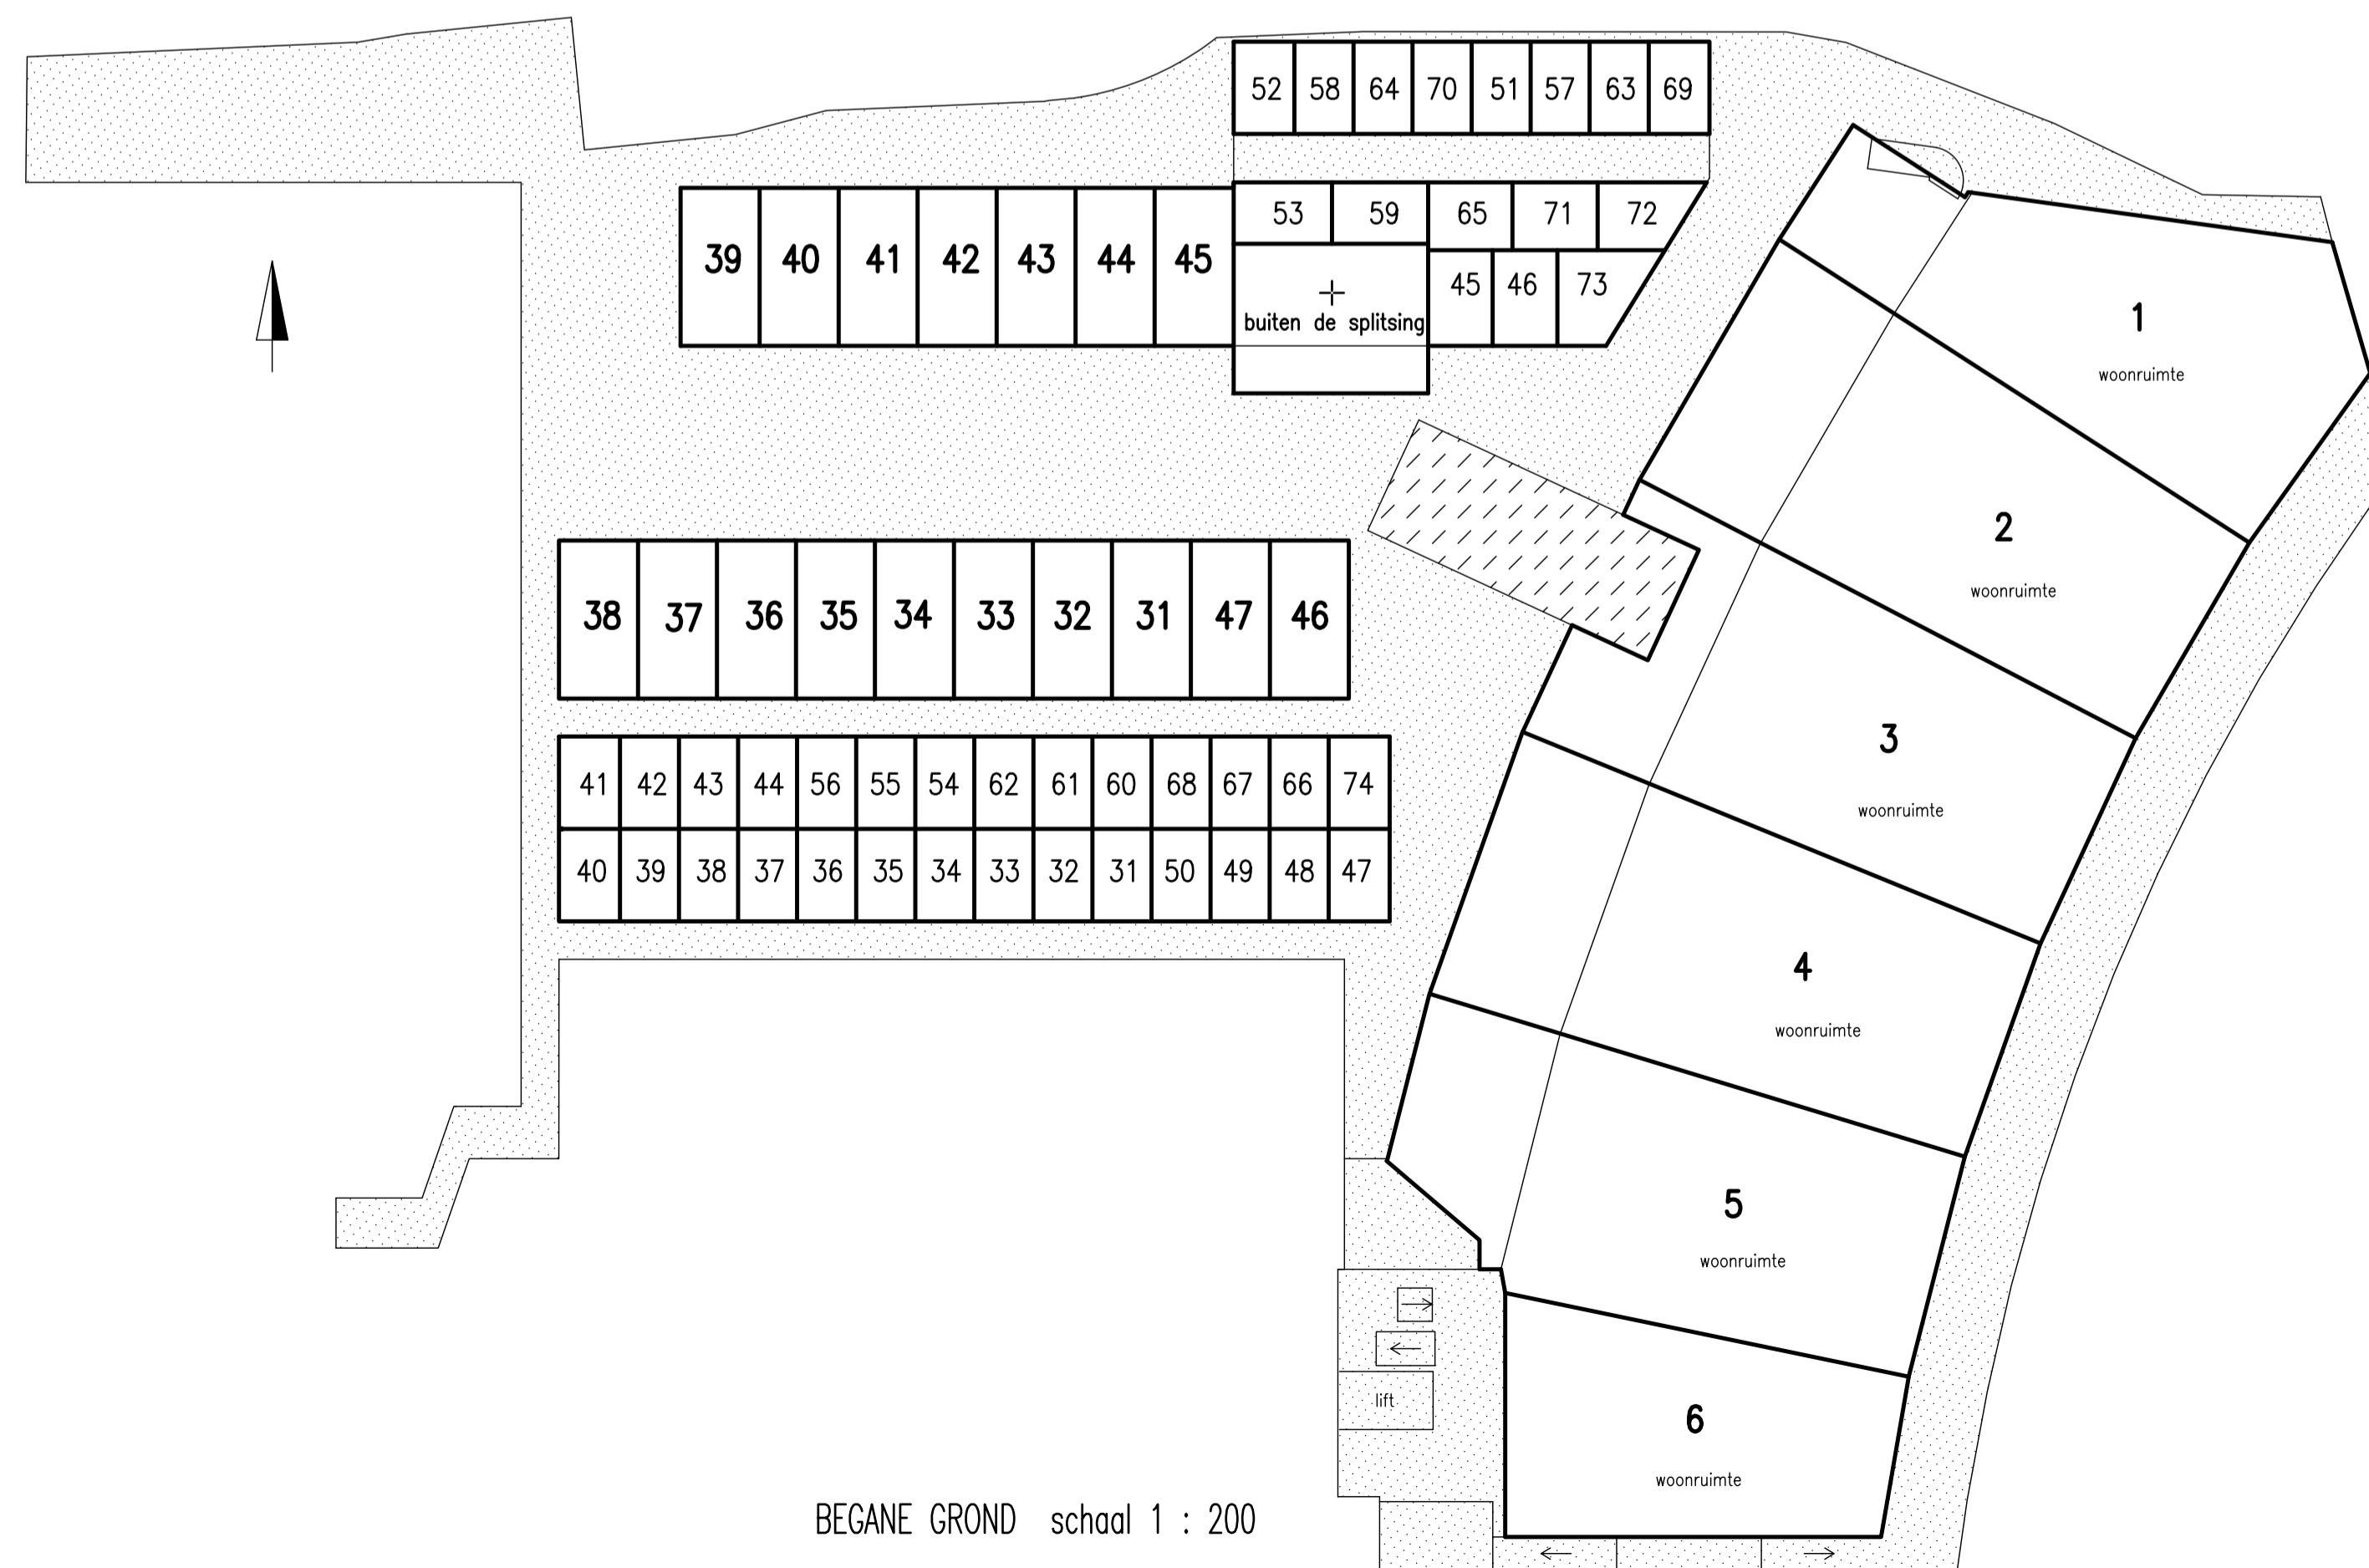 52 58 64 70 51 57 63 69
53 59 65 71 72
39 40 41 42 43 44 45
45 46 73
buiten de splitsing
1
woonruimte
2
woonruimte
38 37 36 35 34 33 32 31 47 46
3
woonruimte
41 42 43 44 56 55 54 62 61 60 68 67 66 74
40 39 38 37 36 35 34 33 32 31 50 49 48 47
4
woonruimte
5
woonruimte
lift
6
woonruimte
BEGANE GROND schaal 1 : 200